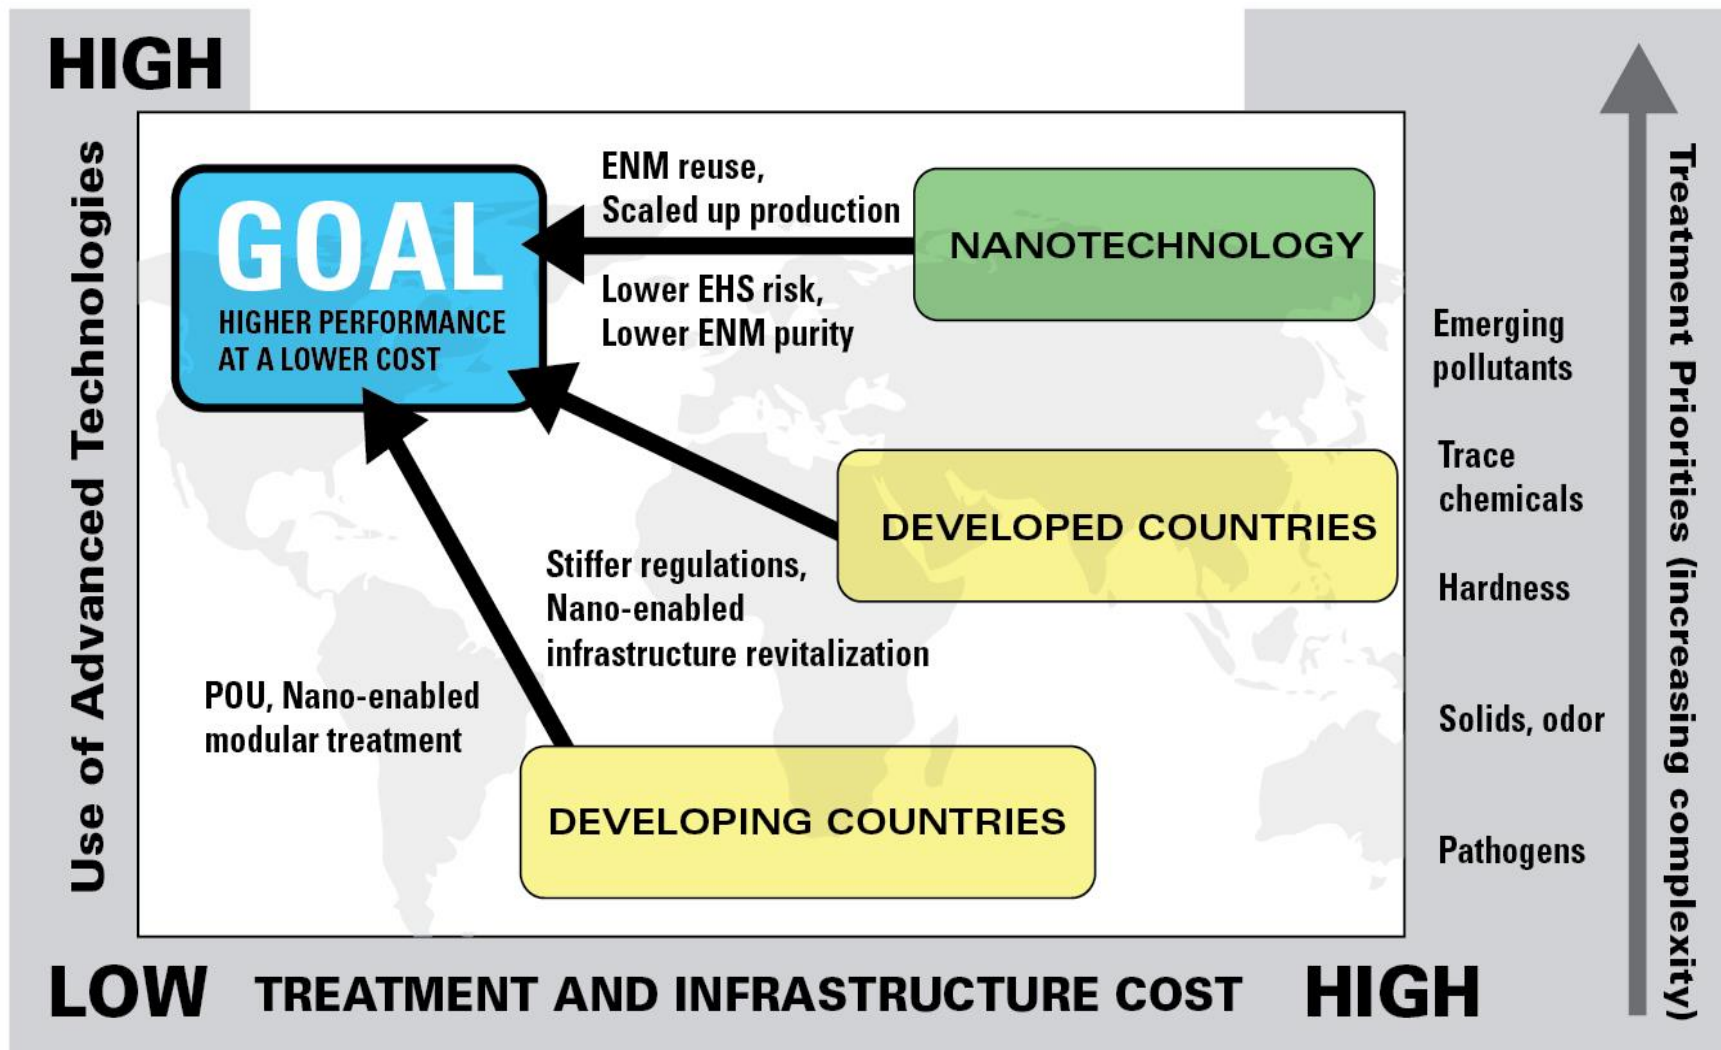 HIGH
Use of Advanced Technologies
GOAL
HIGHER PERFORMANCE
AT A LOWER COST
ENM reuse,
Scaled up production
Lower EHS risk,
Lower ENM purity
NANOTECHNOLOGY
DEVELOPED COUNTRIES
Stiffer regulations,
Nano-enabled
infrastructure revitalization
POU, Nano-enabled
modular treatment
DEVELOPING COUNTRIES
Emerging
pollutants
Trace
chemicals
Hardness
Solids, odor
Pathogens
Treatment Priorities (increasing complexity)
LOW
TREATMENT AND INFRASTRUCTURE COST
HIGH